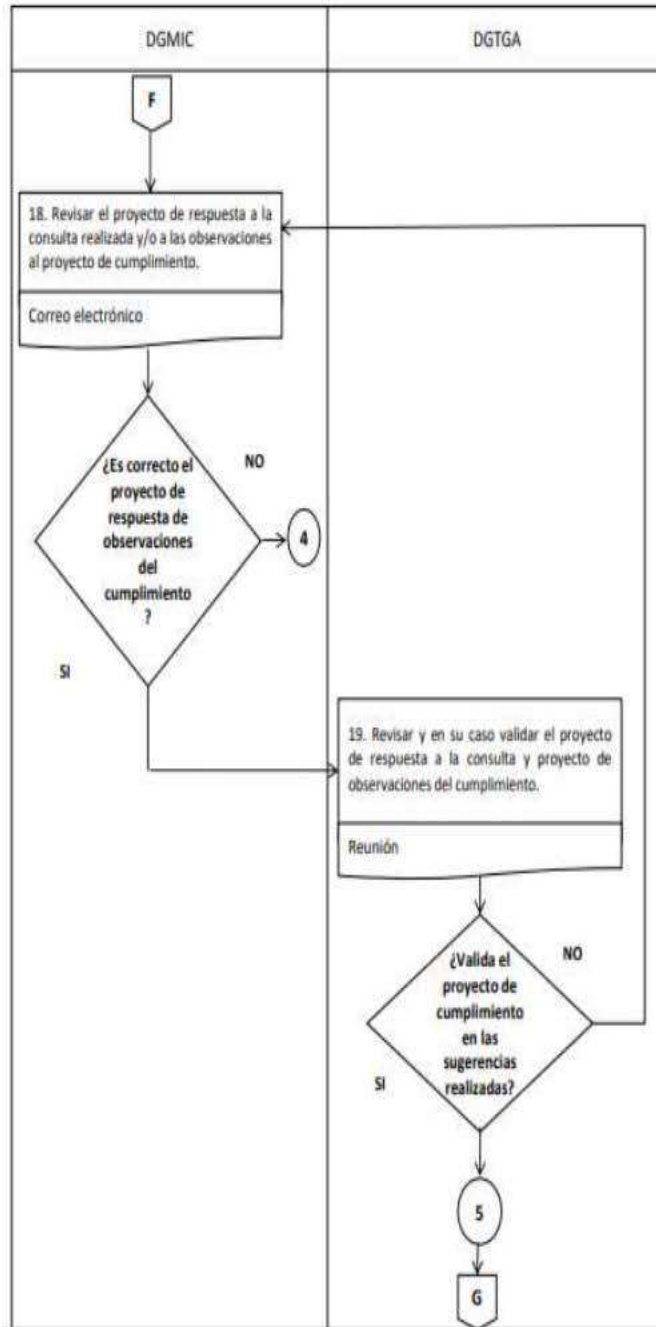 DGMIC
DGTGA
F
18. Revisar el proyecto de respuesta a la
consulta realizada y/o a las observaciones
al proyecto de cumplimiento.
Correo electrónico
¿Es correcto el
proyecto de
respuesta de
observaciones
del
cumplimiento
?
NO
4
SI
19. Revisar y en su caso validar el proyecto
de respuesta a la consulta y proyecto de
observaciones del cumplimiento.
Reunión
¿Valida el
proyecto de
cumplimiento
en las
sugerencias
realizadas?
NO
SI
5
G